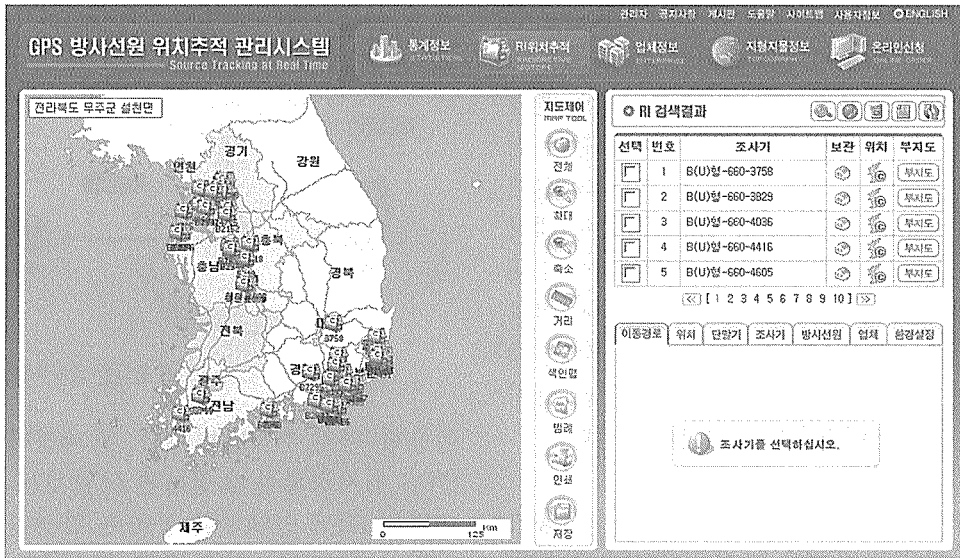 관리자 공지사항 게시판 도움말 사이트맵 사용자정보 ENGLISH
GPS 방사선원 위치추적 관리시스템
Source Tracking at Real Time
통계정보
STATISTICS
RI위치추적
업체정보
ENTERPRISE
지형지물정보
TOPOGRAPHY
온라인신청
전라북도 무주군 설천면
경기
강원
인천
충북
충남
경북
전북
3758
광주
전남
4416
제주
0 125 Km
지도제어
MAP TOOL
전체
확대
축소
거리
색인맵
범례
인쇄
저장
RI 검색결과
선택 번호 조사기 보관 위치 부지도
1 B(U)형-660-3758 부지도
2 B(U)형-660-3829 부지도
3 B(U)형-660-4036 부지도
4 B(U)형-660-4416 부지도
5 B(U)형-660-4605 부지도
[ 1 2 3 4 5 6 7 8 9 10 ]
이동경로 위치 단말기 조사기 방사선원 업체 환경설정
조사기를 선택하십시오.